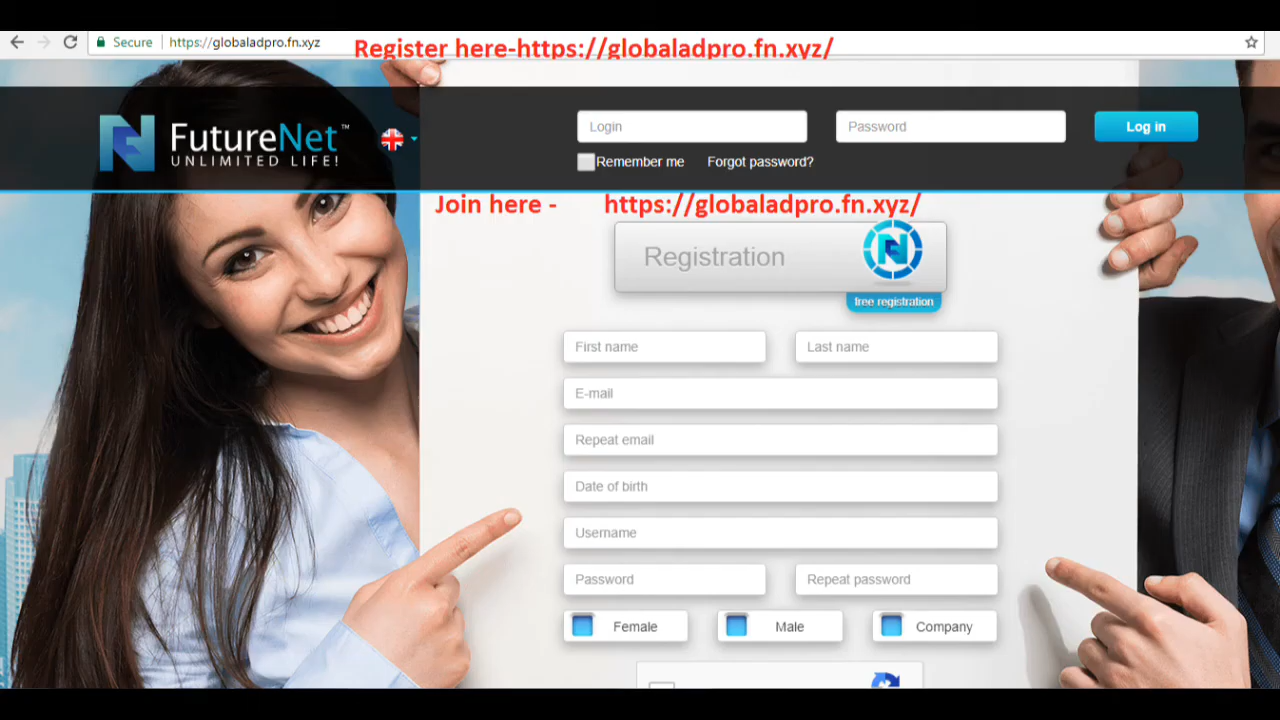 Secure https://globaladpro.fn.xyz
Register here-https://globaladpro.fn.xyz/
FutureNet™
UNLIMITED LIFE!
Login
Password
Log in
Remember me
Forgot password?
Join here - https://globaladpro.fn.xyz/
Registration
free registration
First name
Last name
E-mail
Repeat email
Date of birth
Username
Password
Repeat password
Female
Male
Company